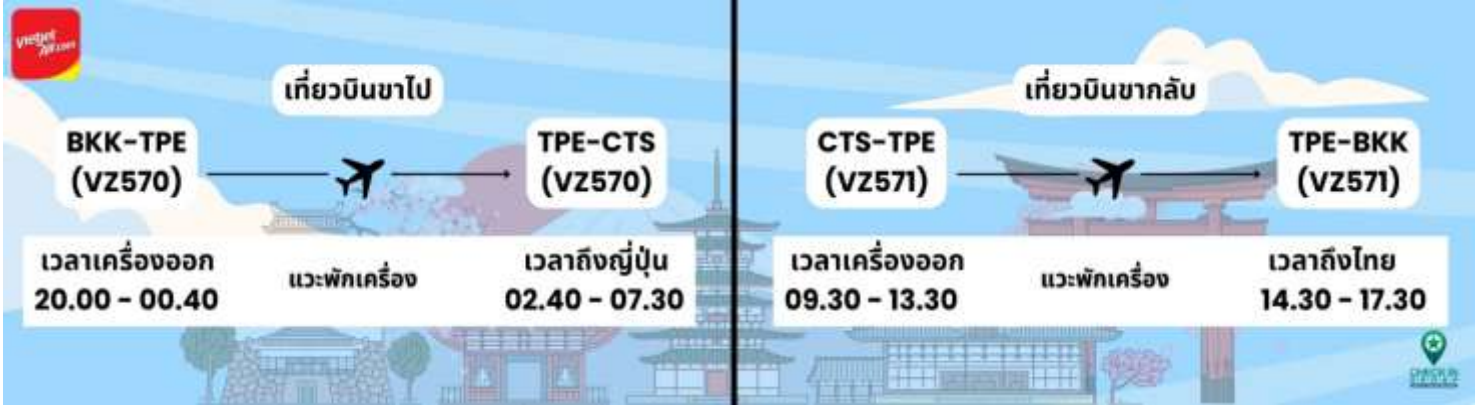 vietjet
Air.com
เที่ยวบินขาไป
BKK-TPE
(VZ570)
TPE-CTS
(VZ570)
เวลาเครื่องออก
20.00 - 00.40
แวะพักเครื่อง
เวลาถึงญี่ปุ่น
02.40 - 07.30
เที่ยวบินขากลับ
CTS-TPE
(VZ571)
TPE-BKK
(VZ571)
เวลาเครื่องออก
09.30 - 13.30
แวะพักเครื่อง
เวลาถึงไทย
14.30 - 17.30
CHECK IN